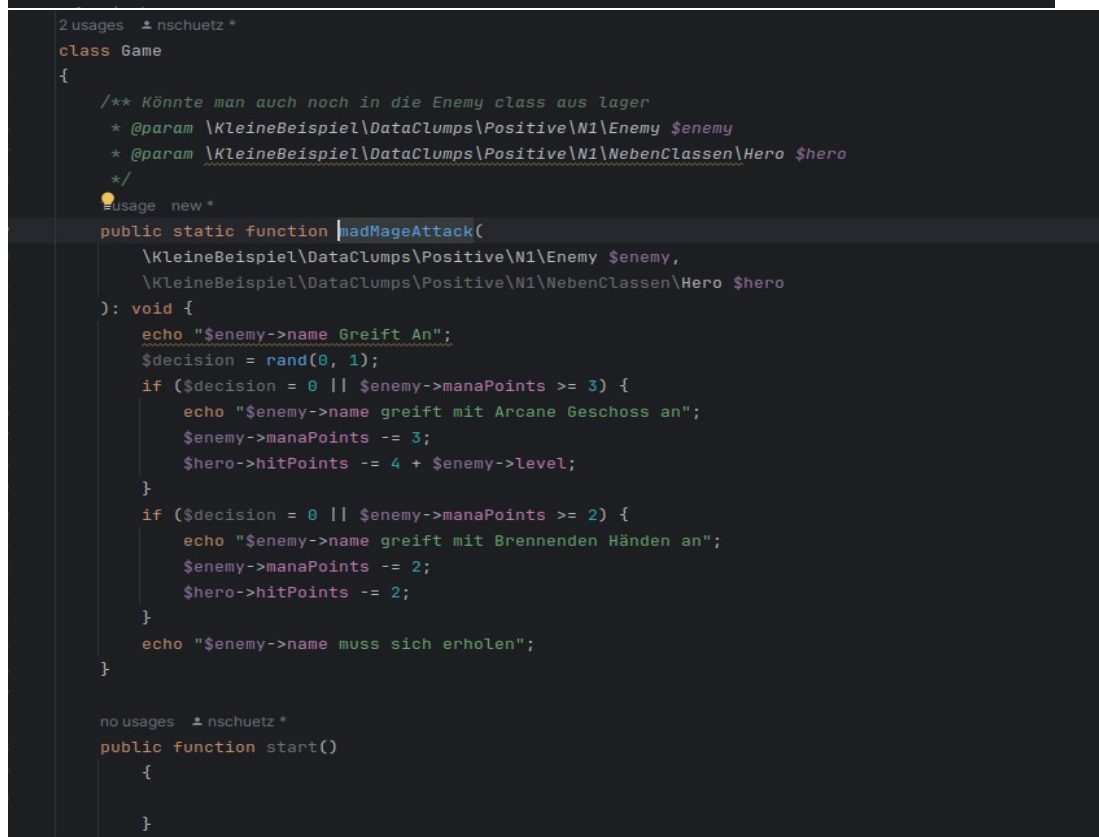 2 usages nschuetz *
class Game
{
/** Könnte man auch noch in die Enemy class aus lager
* @param \KleineBeispiel\DataClumps\Positive\N1\Enemy $enemy
* @param \KleineBeispiel\DataClumps\Positive\N1\NebenClassen\Hero $hero
*/
usage new *
public static function madMageAttack(
\KleineBeispiel\DataClumps\Positive\N1\Enemy $enemy,
\KleineBeispiel\DataClumps\Positive\N1\NebenClassen\Hero $hero
): void {
echo "$enemy->name Greift An";
$decision = rand(0, 1);
if ($decision = 0 || $enemy->manaPoints >= 3) {
echo "$enemy->name greift mit Arcane Geschoss an";
$enemy->manaPoints -= 3;
$hero->hitPoints -= 4 + $enemy->level;
}
if ($decision = 0 || $enemy->manaPoints >= 2) {
echo "$enemy->name greift mit Brennenden Händen an";
$enemy->manaPoints -= 2;
$hero->hitPoints -= 2;
}
echo "$enemy->name muss sich erholen";
}
no usages nschuetz *
public function start()
{
}